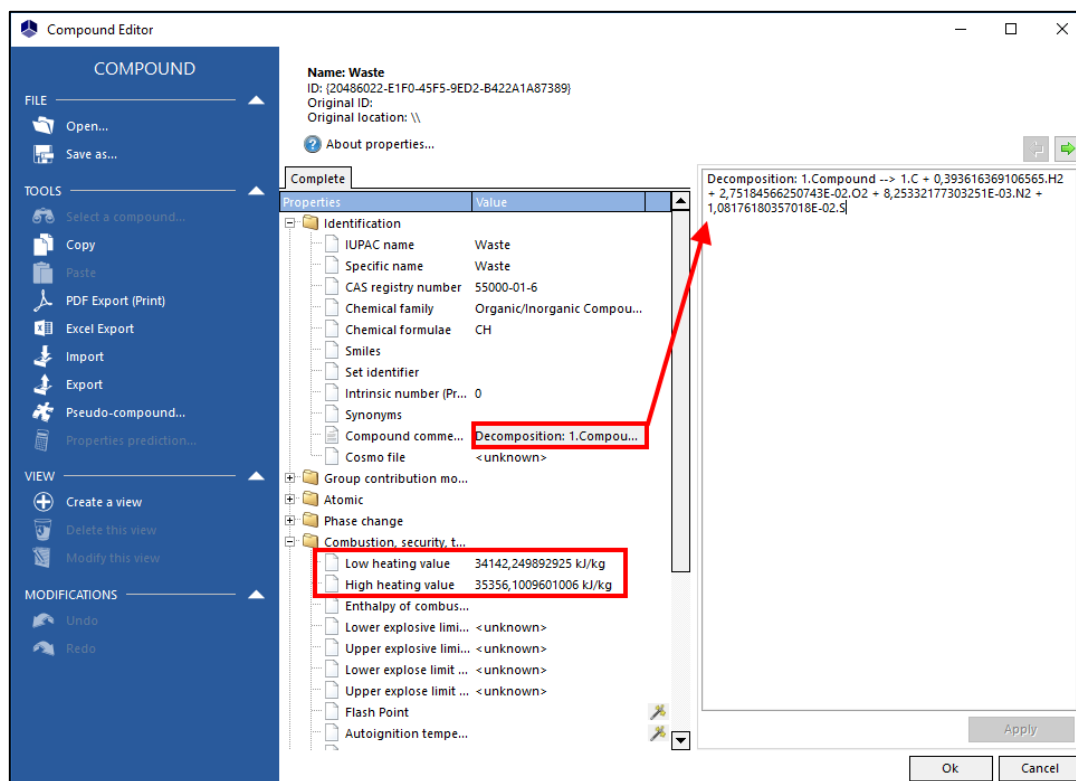 Compound Editor
COMPOUND
FILE
Open...
Save as...
TOOLS
Select a compound...
Copy
Paste
PDF Export (Print)
Excel Export
Import
Export
Pseudo-compound...
Properties prediction...
VIEW
Create a view
Delete this view
Modify this view
MODIFICATIONS
Undo
Redo
Name: Waste
ID: {20486022-E1F0-45F5-9ED2-B422A1A87389}
Original ID:
Original location: \\
About properties...
Complete
Properties Value
Identification
IUPAC name Waste
Specific name Waste
CAS registry number 55000-01-6
Chemical family Organic/Inorganic Compou...
Chemical formulae CH
Smiles
Set identifier
Intrinsic number (Pr... 0
Synonyms
Compound comme... Decomposition: 1.Compou...
Cosmo file <unknown>
Group contribution mo...
Atomic
Phase change
Combustion, security, t...
Low heating value 34142,249892925 kJ/kg
High heating value 35356,1009601006 kJ/kg
Enthalpy of combus...
Lower explosive limi... <unknown>
Upper explosive limi... <unknown>
Lower explose limit ... <unknown>
Upper explose limit ... <unknown>
Flash Point
Autoignition tempe...
Decomposition: 1.Compound --> 1.C + 0,393616369106565.H2
+ 2,75184566250743E-02.O2 + 8,25332177303251E-03.N2 +
1,08176180357018E-02.S
Apply
Ok Cancel